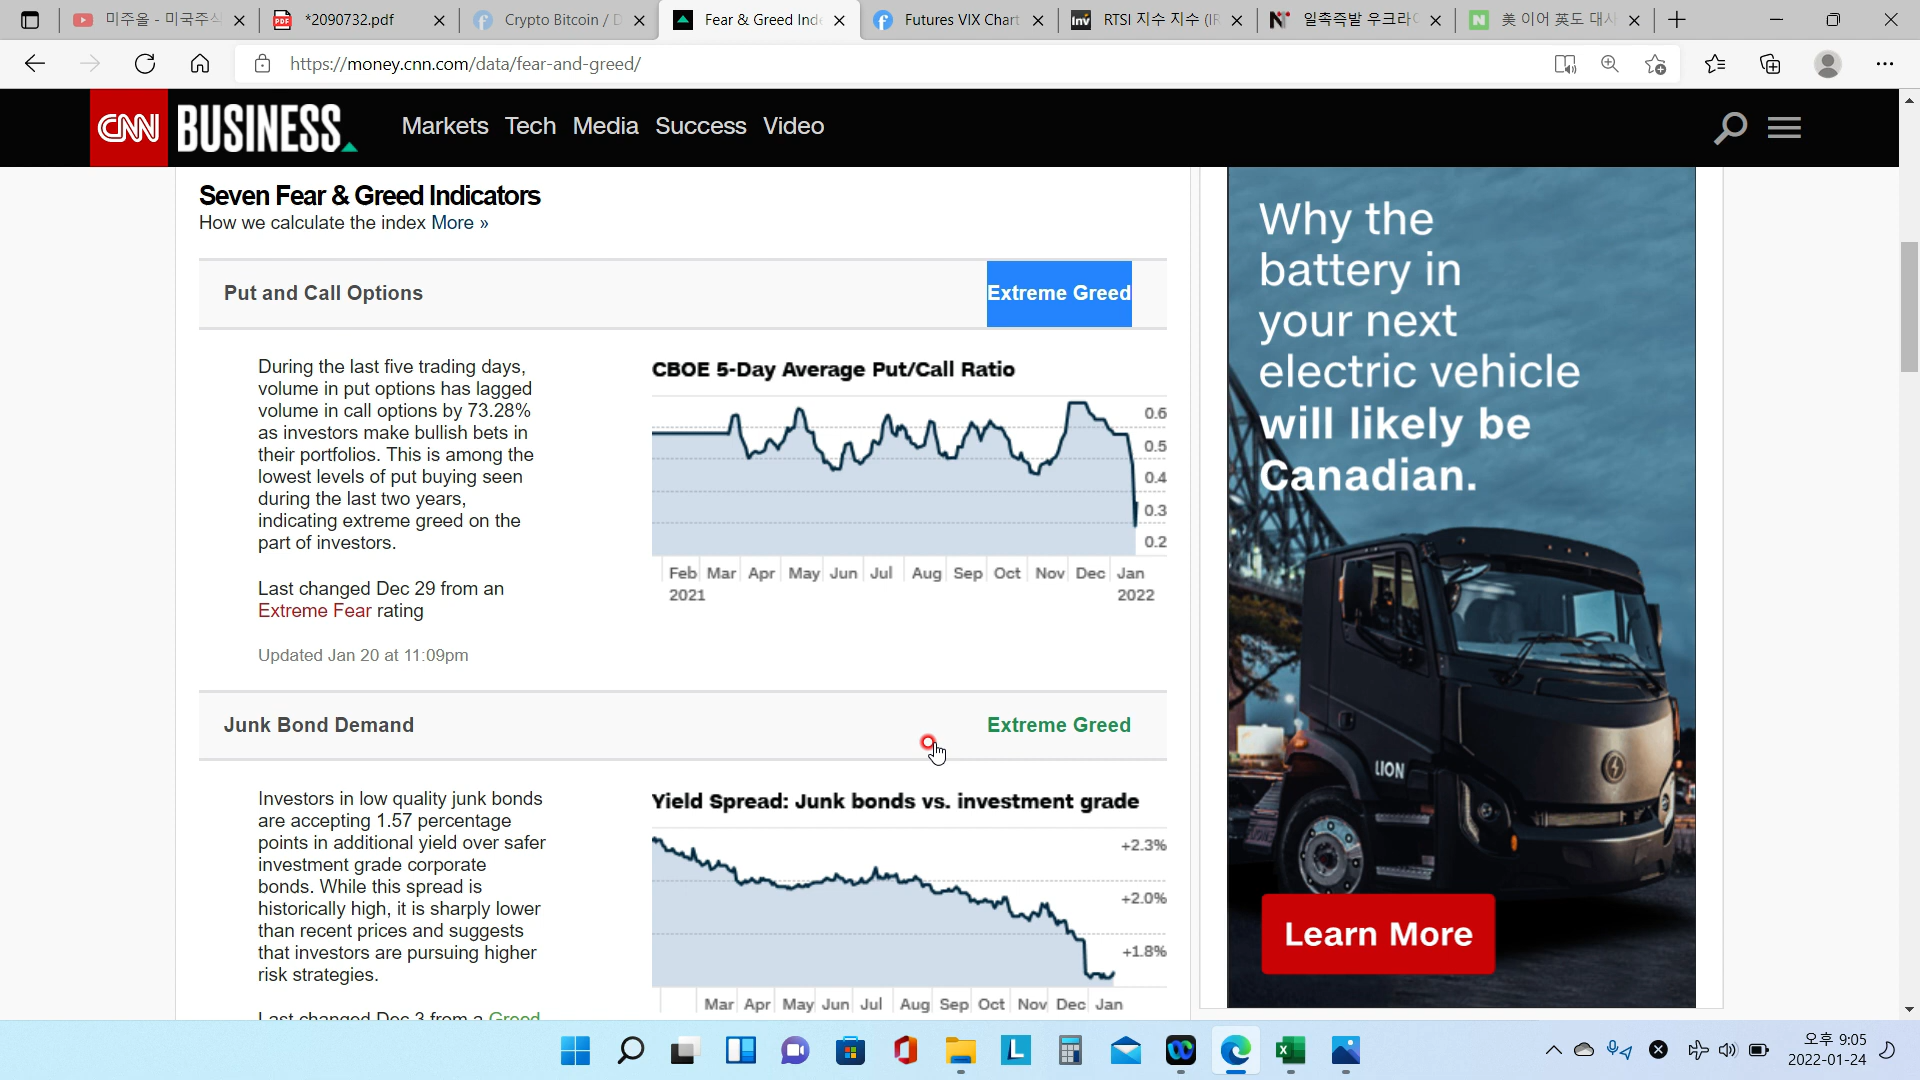 미주올 - 미국주식
*2090732.pdf
Crypto Bitcoin / D
Fear & Greed Inde
Futures VIX Chart
RTSI 지수 지수 (IR
일촉즉발 우크라이
美 이어 英도 대사
https://money.cnn.com/data/fear-and-greed/
CNN BUSINESS
Markets Tech Media Success Video
Seven Fear & Greed Indicators
How we calculate the index More »
Put and Call Options
Extreme Greed
During the last five trading days,
volume in put options has lagged
volume in call options by 73.28%
as investors make bullish bets in
their portfolios. This is among the
lowest levels of put buying seen
during the last two years,
indicating extreme greed on the
part of investors.
Last changed Dec 29 from an
Extreme Fear rating
Updated Jan 20 at 11:09pm
CBOE 5-Day Average Put/Call Ratio
0.6
0.5
0.4
0.3
0.2
Feb Mar Apr May Jun Jul Aug Sep Oct Nov Dec Jan
2021 2022
Junk Bond Demand
Extreme Greed
Investors in low quality junk bonds
are accepting 1.57 percentage
points in additional yield over safer
investment grade corporate
bonds. While this spread is
historically high, it is sharply lower
than recent prices and suggests
that investors are pursuing higher
risk strategies.
Last changed Dec 3 from a Greed
Yield Spread: Junk bonds vs. investment grade
+2.3%
+2.0%
+1.8%
Mar Apr May Jun Jul Aug Sep Oct Nov Dec Jan
Why the
battery in
your next
electric vehicle
will likely be
Canadian.
LION
Learn More
오후 9:05
2022-01-24